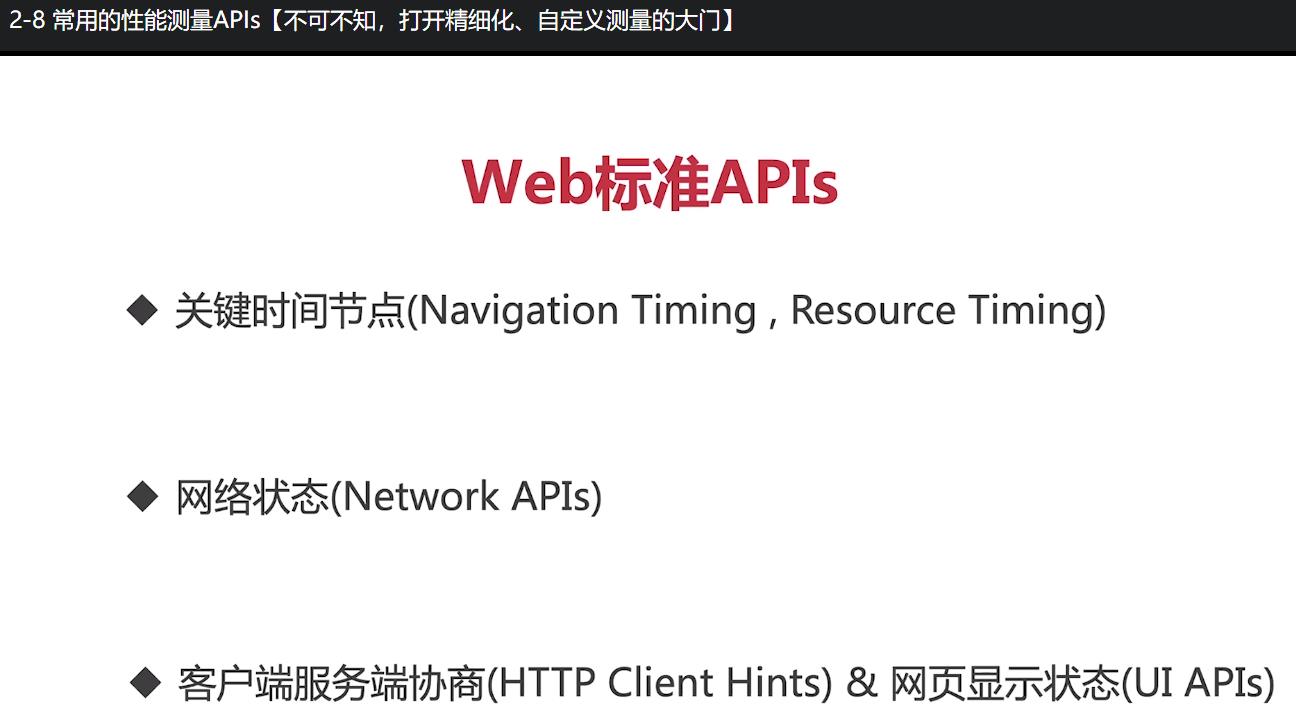 2-8 常用的性能测量APIs【不可不知，打开精细化、自定义测量的大门】
Web标准APIs
◆ 关键时间节点(Navigation Timing , Resource Timing)
◆ 网络状态(Network APIs)
◆ 客户端服务端协商(HTTP Client Hints) & 网页显示状态(UI APIs)